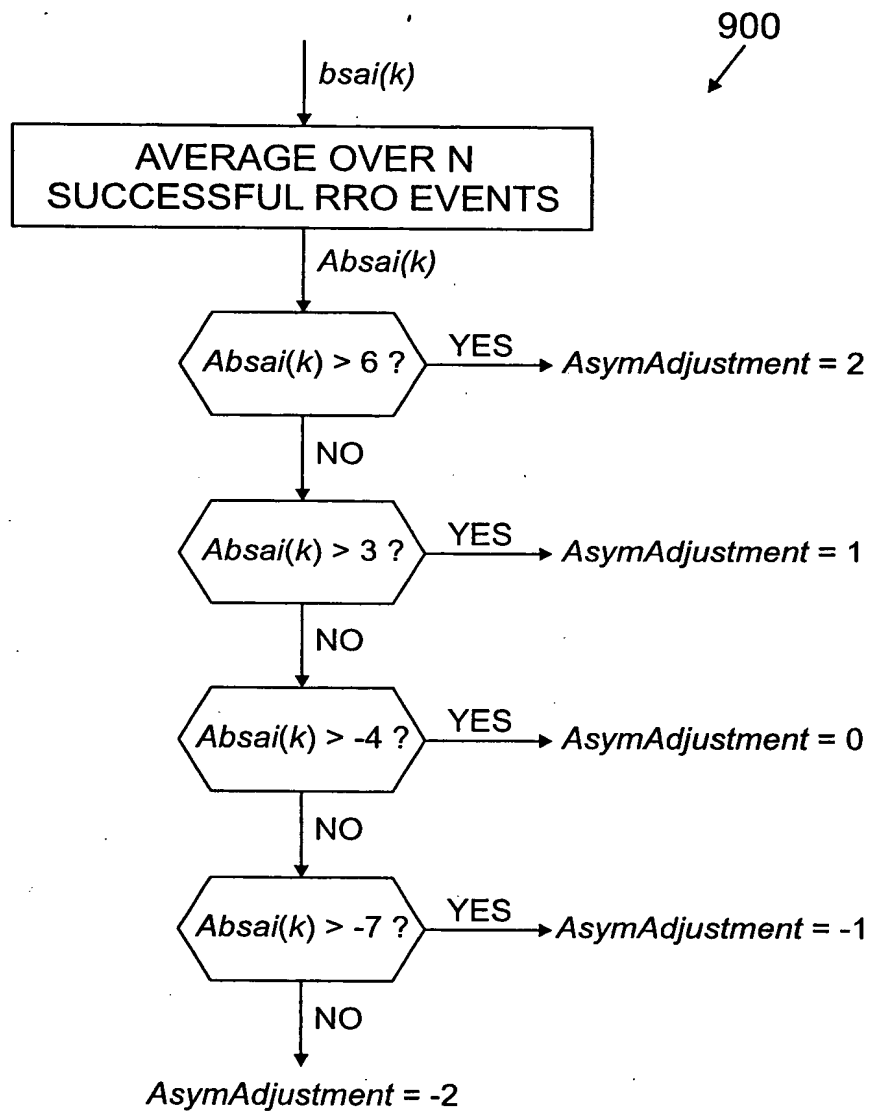 900
bsai(k)
AVERAGE OVER N
SUCCESSFUL RRO EVENTS
Absai(k)
Absai(k) > 6 ?
YES
AsymAdjustment = 2
NO
Absai(k) > 3 ?
YES
AsymAdjustment = 1
NO
Absai(k) > -4 ?
YES
AsymAdjustment = 0
NO
Absai(k) > -7 ?
YES
AsymAdjustment = -1
NO
AsymAdjustment = -2